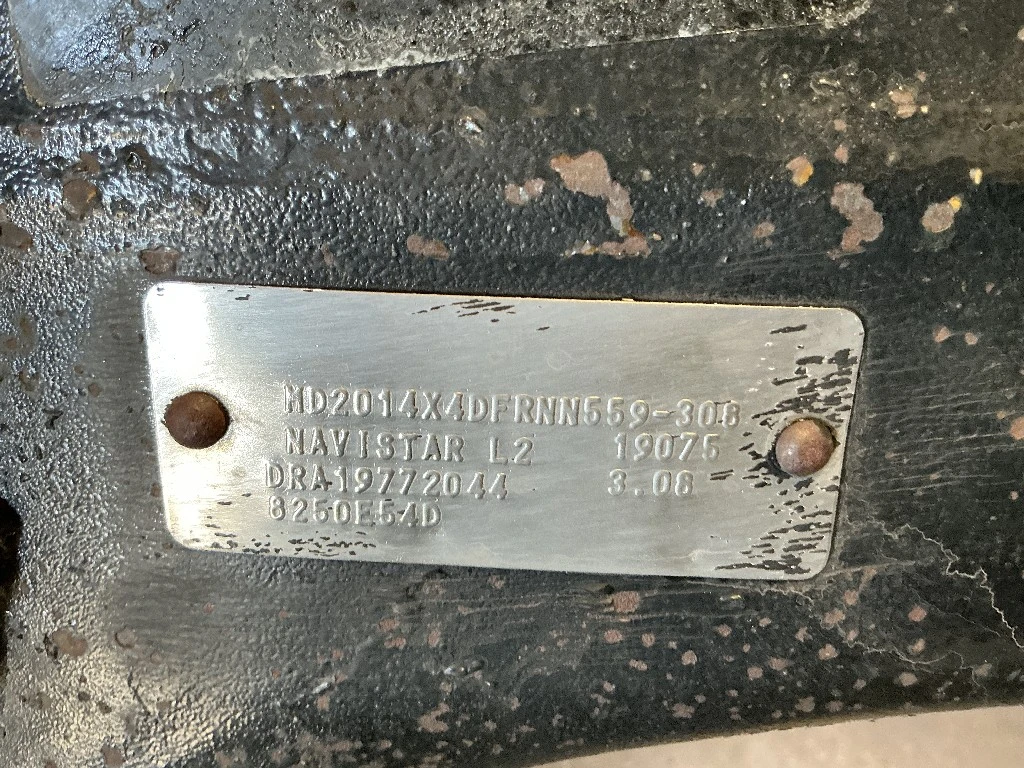 MD2014X4DFRNN559-308
NAVISTAR L2 19075
DRA19772044 3.08
8250E54D